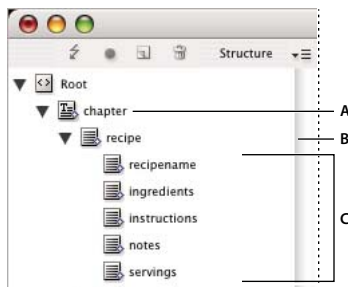 Structure
Root
chapter
A
recipe
B
recipename
ingredients
instructions
C
notes
servings